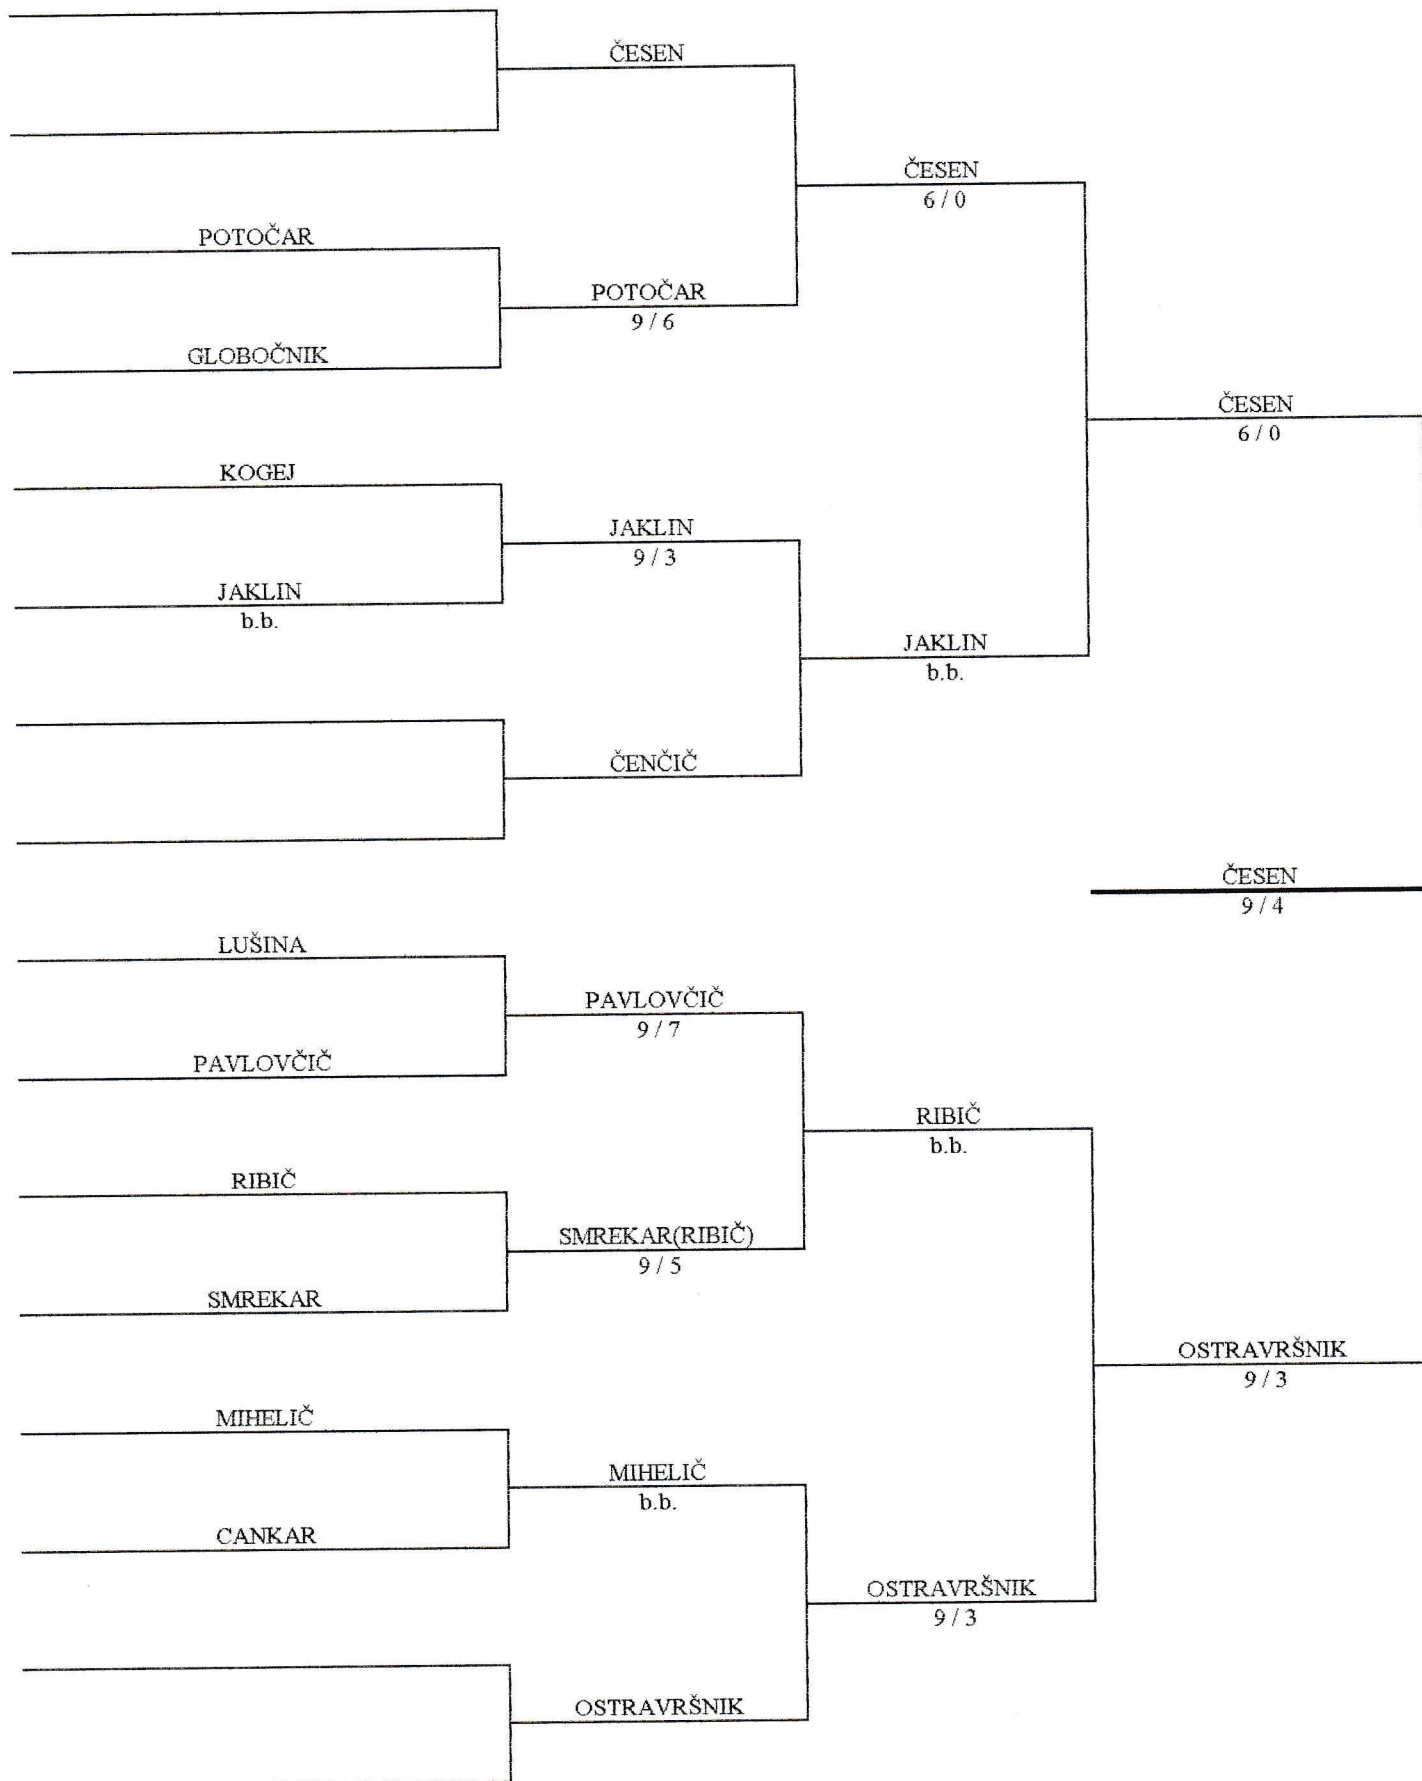 ČESEN
ČESEN
6 / 0
POTOČAR
POTOČAR
9 / 6
GLOBOČNIK
ČESEN
6 / 0
KOGEJ
JAKLIN
9 / 3
JAKLIN
b.b.
JAKLIN
b.b.
ČENČIČ
ČESEN
9 / 4
LUŠINA
PAVLOVČIČ
9 / 7
PAVLOVČIČ
RIBIČ
b.b.
RIBIČ
SMREKAR(RIBIČ)
9 / 5
SMREKAR
OSTRAVRŠNIK
9 / 3
MIHELIČ
MIHELIČ
b.b.
CANKAR
OSTRAVRŠNIK
9 / 3
OSTRAVRŠNIK